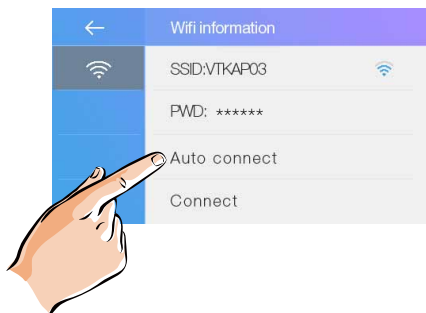 Wifi information
SSID:VTKAP03
PWD: ******
Auto connect
Connect